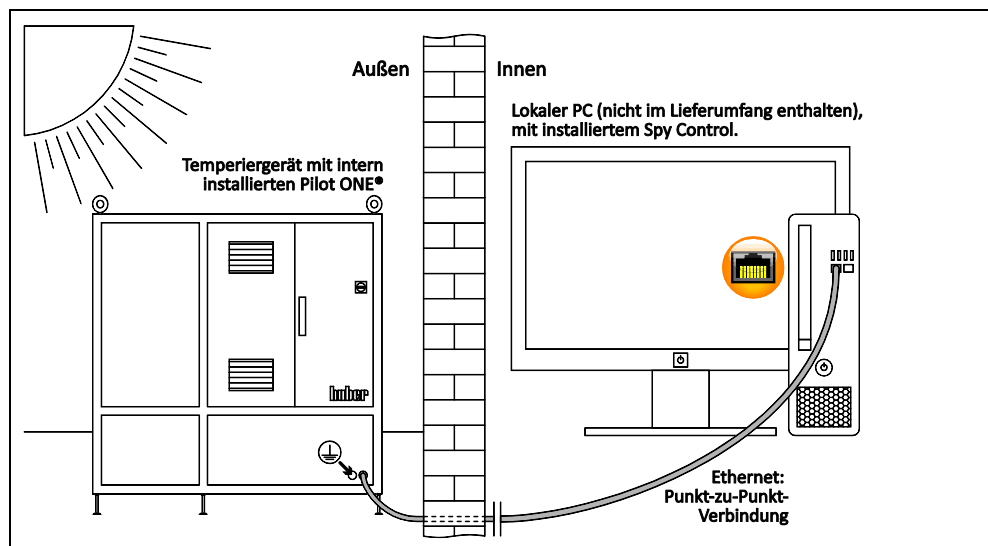 Außen
Innen
Lokaler PC (nicht im Lieferumfang enthalten),
mit installiertem Spy Control.
Temperiergerät mit intern
installierten Pilot ONE®
huber
Ethernet:
Punkt-zu-Punkt-
Verbindung